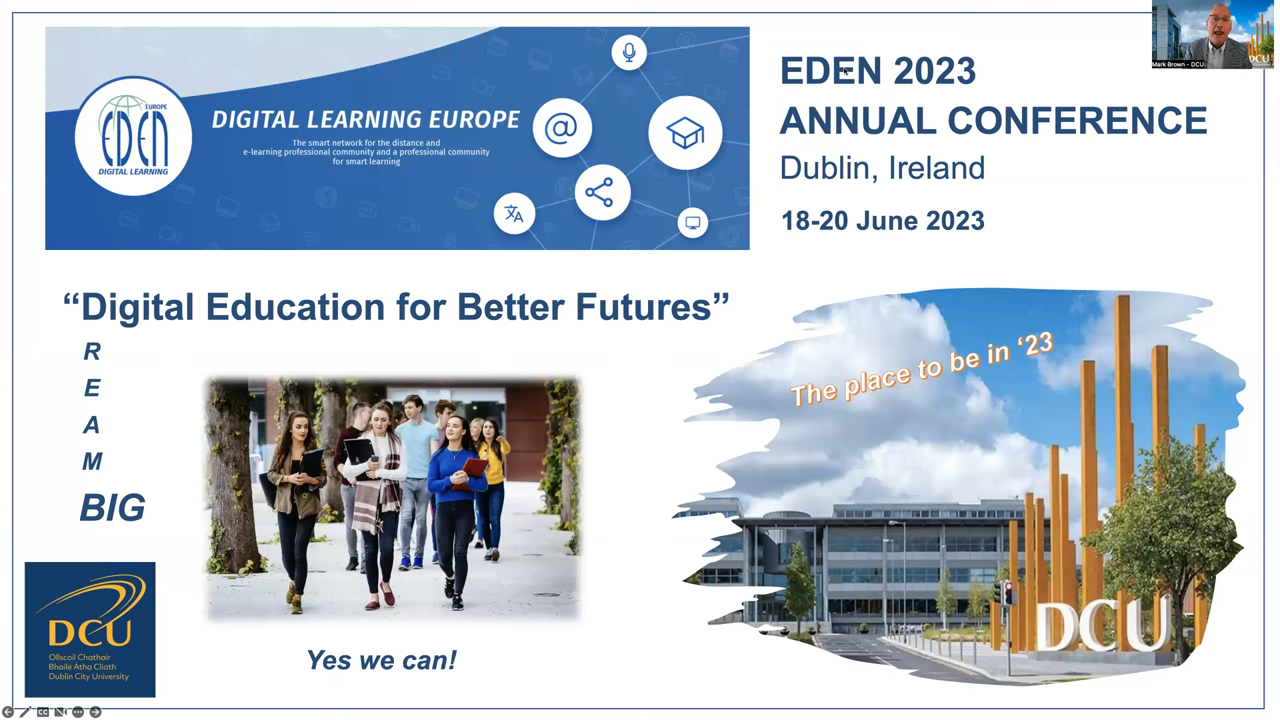 EUROPE
EDEN
DIGITAL LEARNING
DIGITAL LEARNING EUROPE
The smart network for the distance and
e-learning professional community and a professional community
for smart learning
@
EDEN 2023
ANNUAL CONFERENCE
Dublin, Ireland
18-20 June 2023
Mark Brown - DCU
“Digital Education for Better Futures”
R
E
A
M
BIG
The place to be in ‘23
DCU
DCU
Ollscoil Chathair
Bhaile Átha Cliath
Dublin City University
Yes we can!
CC